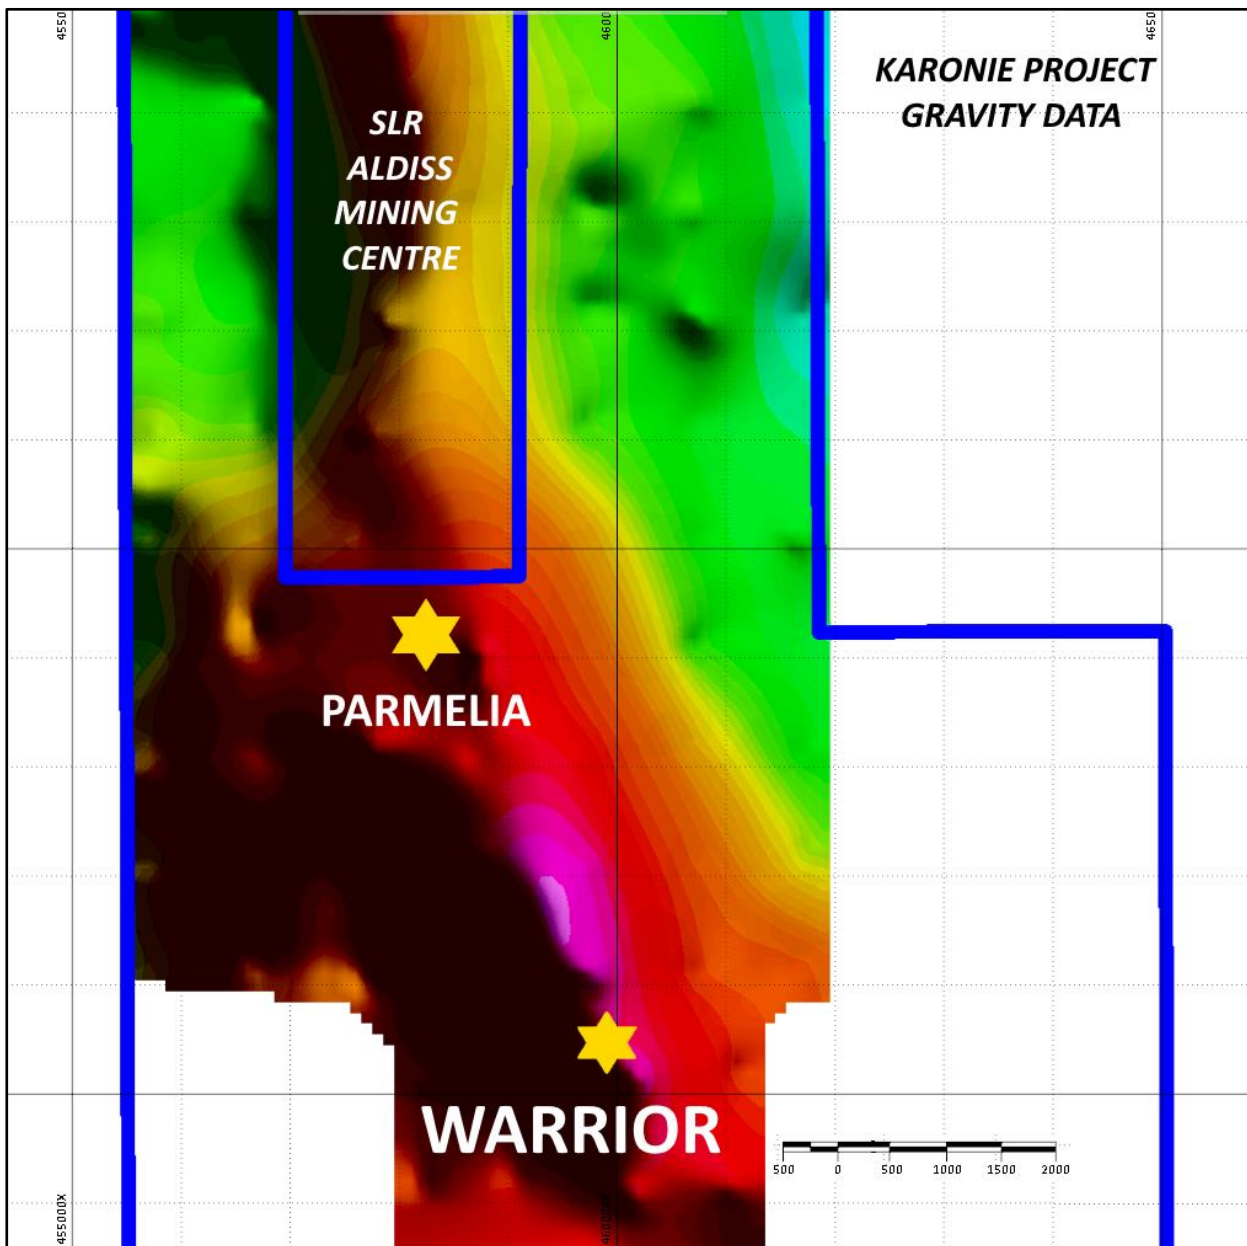 4550
4600
4650
KARONIE PROJECT
GRAVITY DATA
SLR
ALDISS
MINING
CENTRE
PARMELIA
WARRIOR
500 0 500 1000 1500 2000
455000X